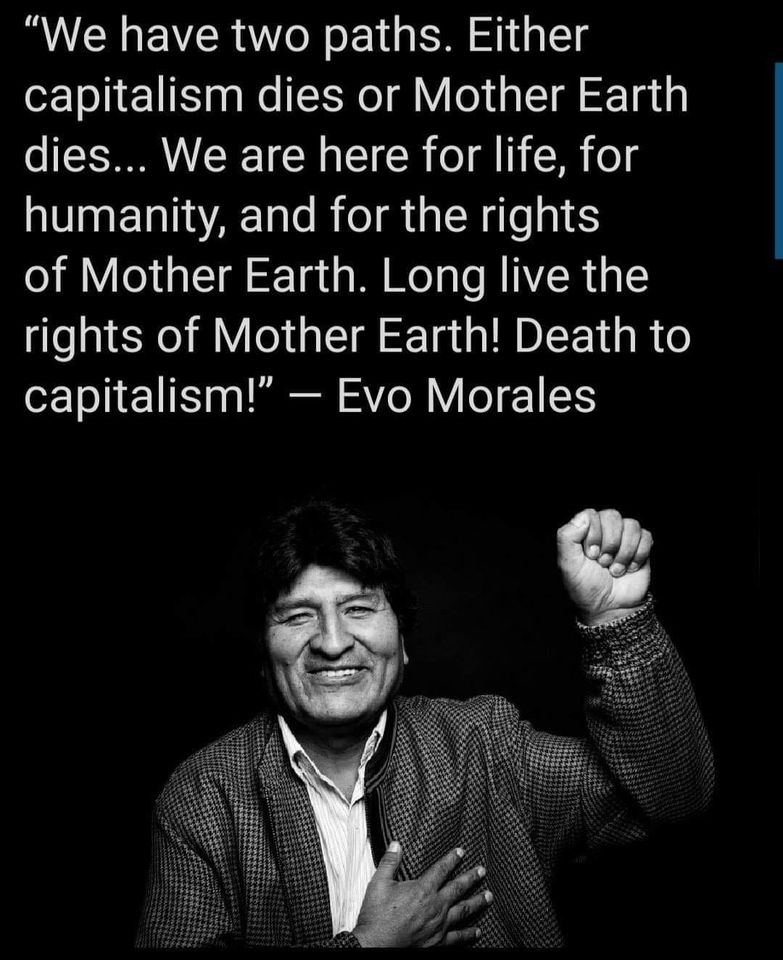 “We have two paths. Either
capitalism dies or Mother Earth
dies... We are here for life, for
humanity, and for the rights
of Mother Earth. Long live the
rights of Mother Earth! Death to
capitalism!” — Evo Morales